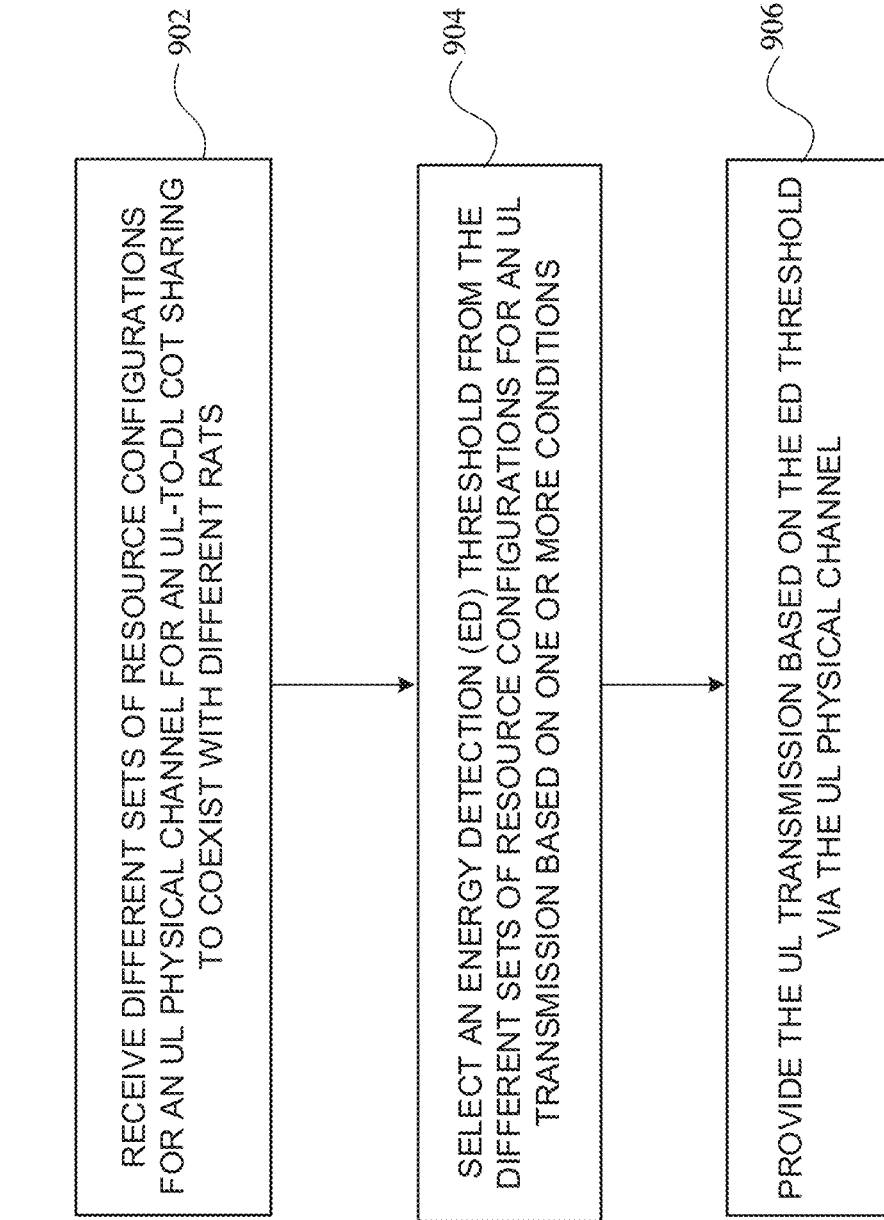 RECEIVE DIFFERENT SETS OF RESOURCE CONFIGURATIONS
FOR AN UL PHYSICAL CHANNEL FOR AN UL-TO-DL COT SHARING
TO COEXIST WITH DIFFERENT RATS
902
SELECT AN ENERGY DETECTION (ED) THRESHOLD FROM THE
DIFFERENT SETS OF RESOURCE CONFIGURATIONS FOR AN UL
TRANSMISSION BASED ON ONE OR MORE CONDITIONS
904
PROVIDE THE UL TRANSMISSION BASED ON THE ED THRESHOLD
VIA THE UL PHYSICAL CHANNEL
906